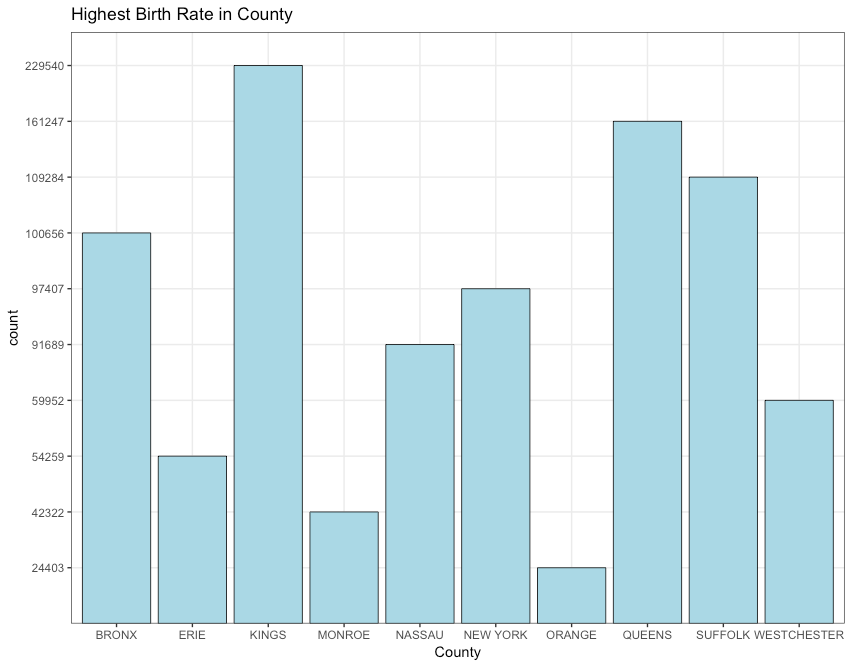 Highest Birth Rate in County
count
229540
161247
109284
100656
97407
91689
59952
54259
42322
24403
BRONX ERIE KINGS MONROE NASSAU NEW YORK ORANGE QUEENS SUFFOLK WESTCHESTER
County